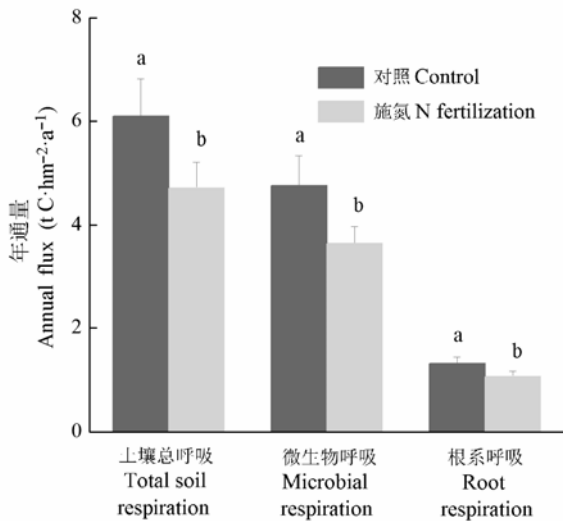 8
6
4
2
0
年通量
Annual flux (t C·hm⁻²·a⁻¹)
对照 Control
施氮 N fertilization
a
b
a
b
a
b
土壤总呼吸
Total soil
respiration
微生物呼吸
Microbial
respiration
根系呼吸
Root
respiration